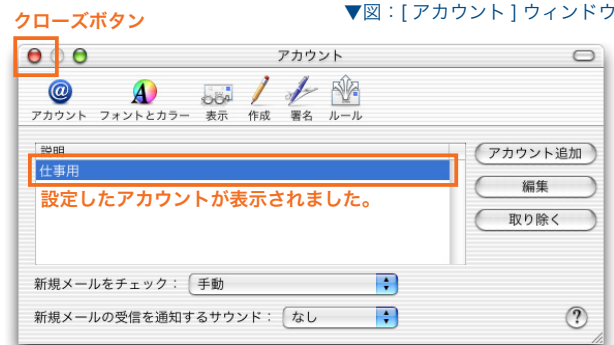 クローズボタン
▼図：[ アカウント ] ウィンドウ
アカウント
アカウント フォントとカラー 表示 作成 署名 ルール
説明
仕事用
設定したアカウントが表示されました。
アカウント追加
編集
取り除く
新規メールをチェック： 手動
新規メールの受信を通知するサウンド： なし
?